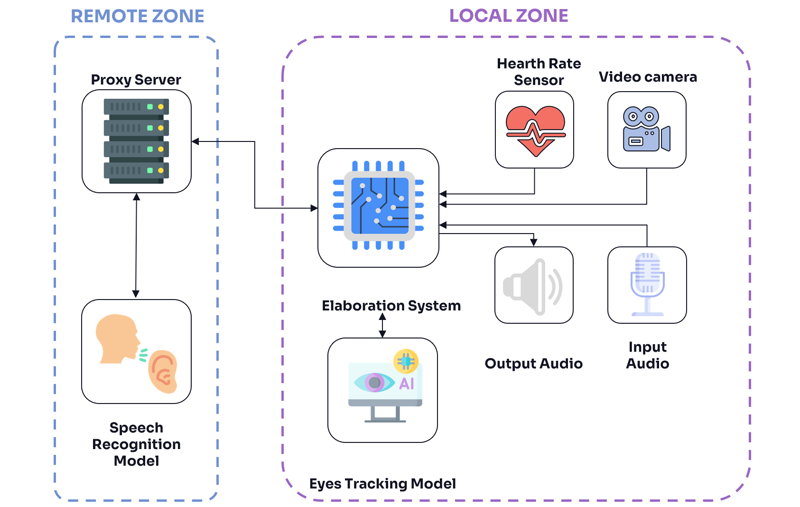 REMOTE ZONE
LOCAL ZONE
Proxy Server
Hearth Rate
Sensor
Video camera
Elaboration System
Output Audio
Input
Audio
AI
Speech
Recognition
Model
Eyes Tracking Model